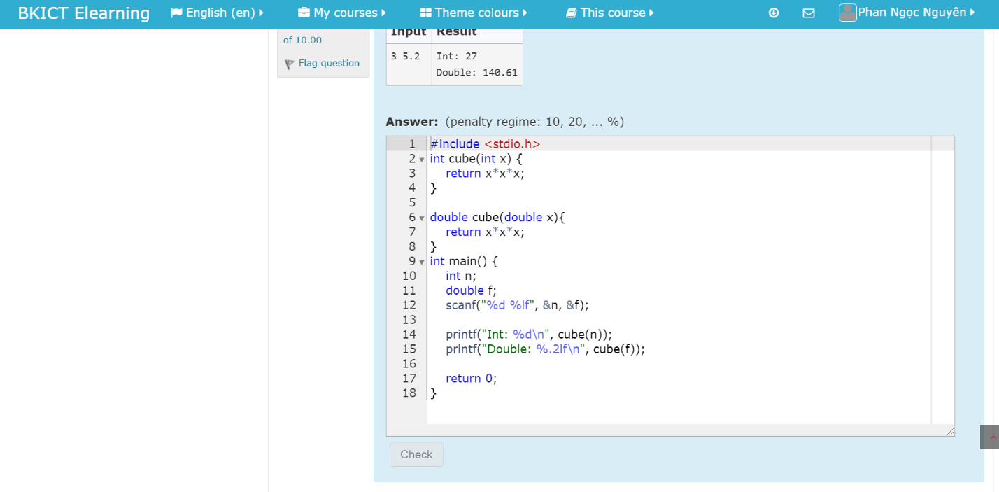 BKICT Elearning English (en) My courses Theme colours This course Phan Ngọc Nguyên
of 10.00
Flag question
Input Result
3 5.2 Int: 27
Double: 140.61
Answer: (penalty regime: 10, 20, ... %)
1 #include <stdio.h>
2 int cube(int x) {
3 return x*x*x;
4 }
5
6 double cube(double x){
7 return x*x*x;
8 }
9 int main() {
10 int n;
11 double f;
12 scanf("%d %lf", &n, &f);
13
14 printf("Int: %d\n", cube(n));
15 printf("Double: %.2lf\n", cube(f));
16
17 return 0;
18 }
Check